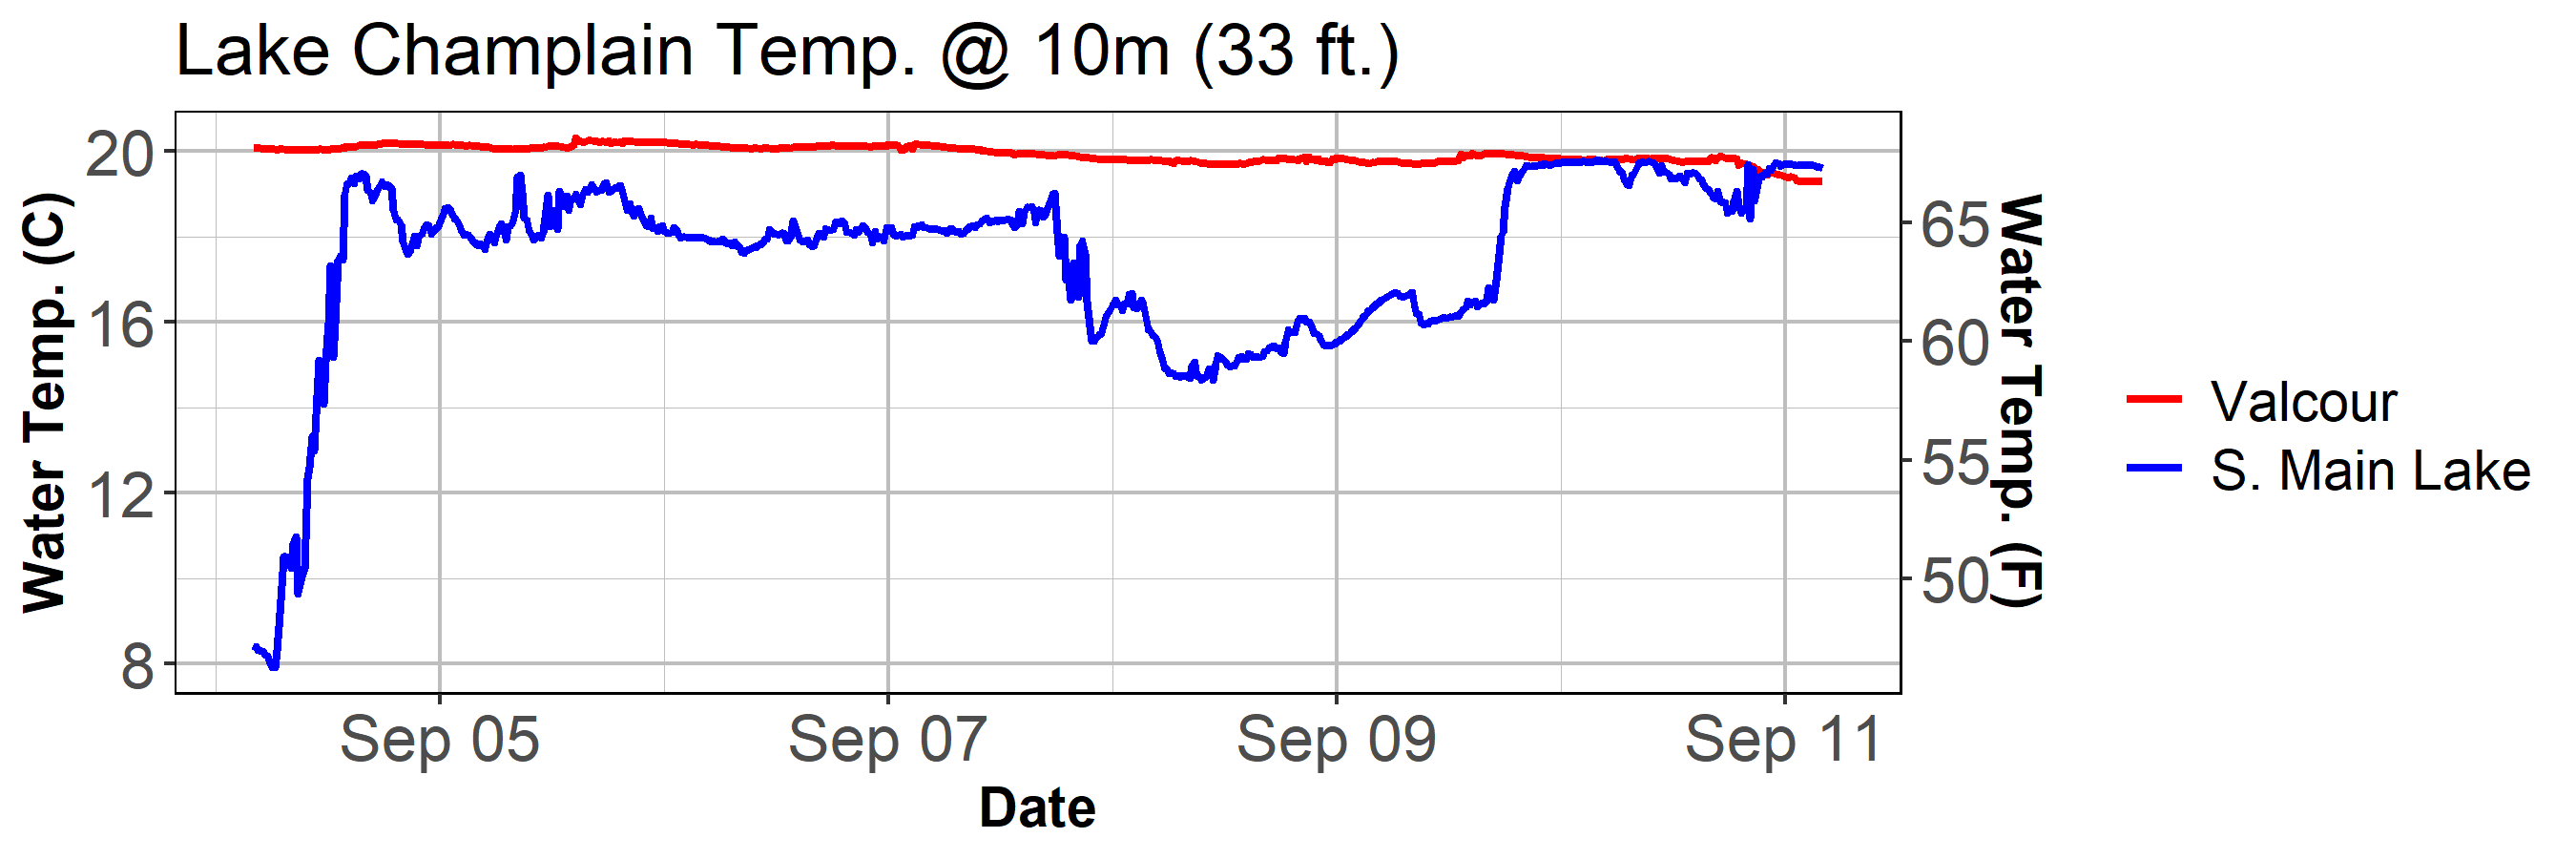 Lake Champlain Temp. @ 10m (33 ft.)
Water Temp. (C)
20
16
12
8
65
60
55
50
Water Temp. (F)
Sep 05
Sep 07
Sep 09
Sep 11
Date
Valcour
S. Main Lake